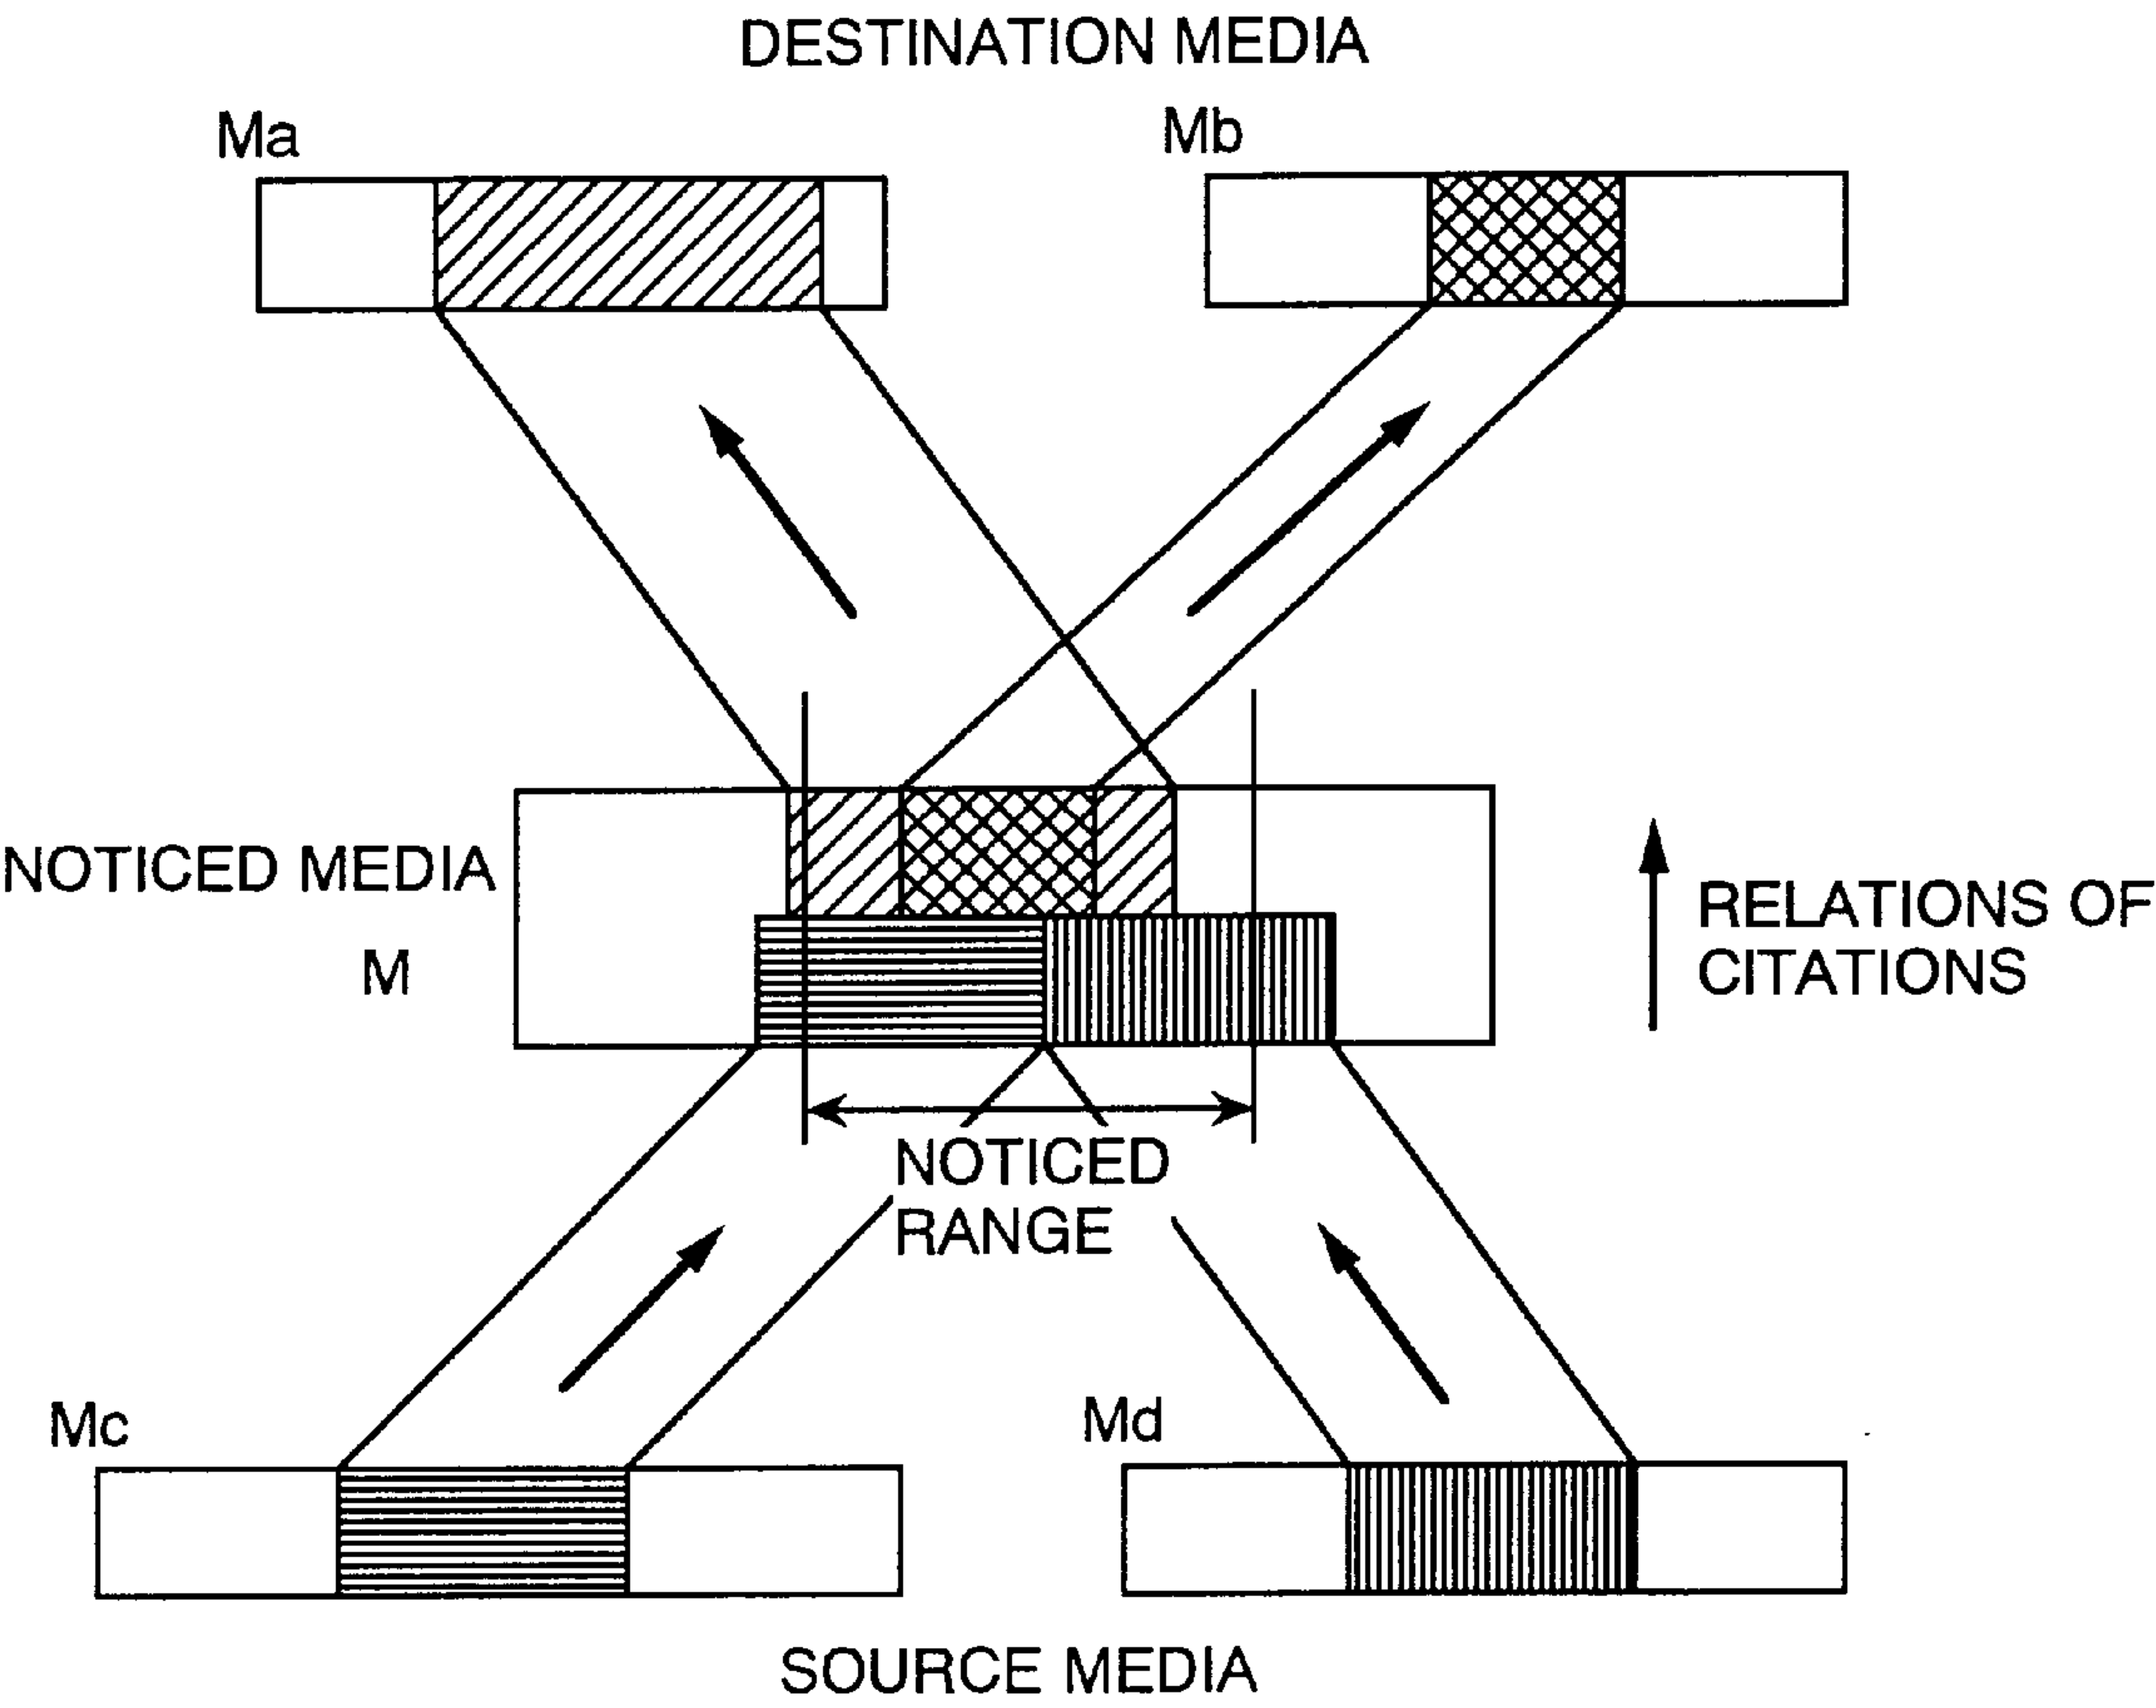 DESTINATION MEDIA
Ma
Mb
NOTICED MEDIA
M
RELATIONS OF
CITATIONS
NOTICED
RANGE
Mc
Md
SOURCE MEDIA